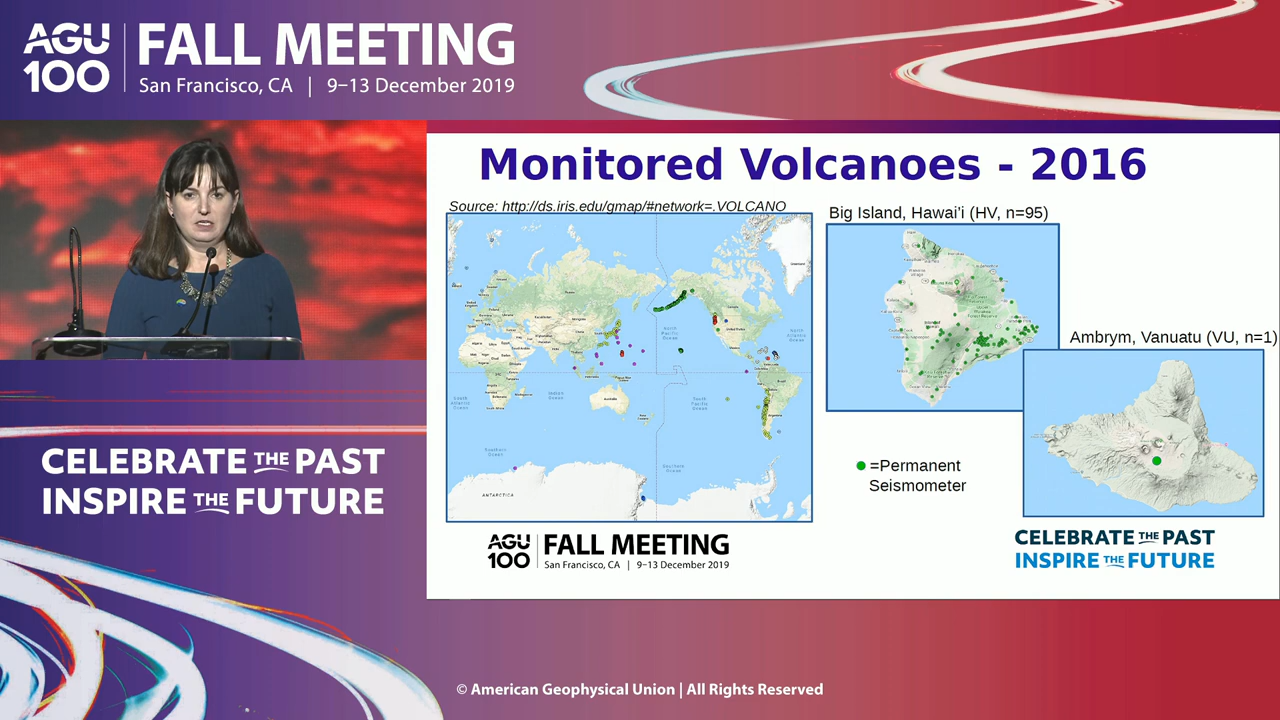 AGU
100
FALL MEETING
San Francisco, CA | 9–13 December 2019
Monitored Volcanoes - 2016
Source: http://ds.iris.edu/gmap/#network=.VOLCANO
Big Island, Hawai'i (HV, n=95)
Ambrym, Vanuatu (VU, n=1)
=Permanent
Seismometer
ANTARCTICA
AGU
100
FALL MEETING
San Francisco, CA | 9–13 December 2019
CELEBRATE THE PAST
INSPIRE THE FUTURE
CELEBRATE THE PAST
INSPIRE THE FUTURE
© American Geophysical Union | All Rights Reserved